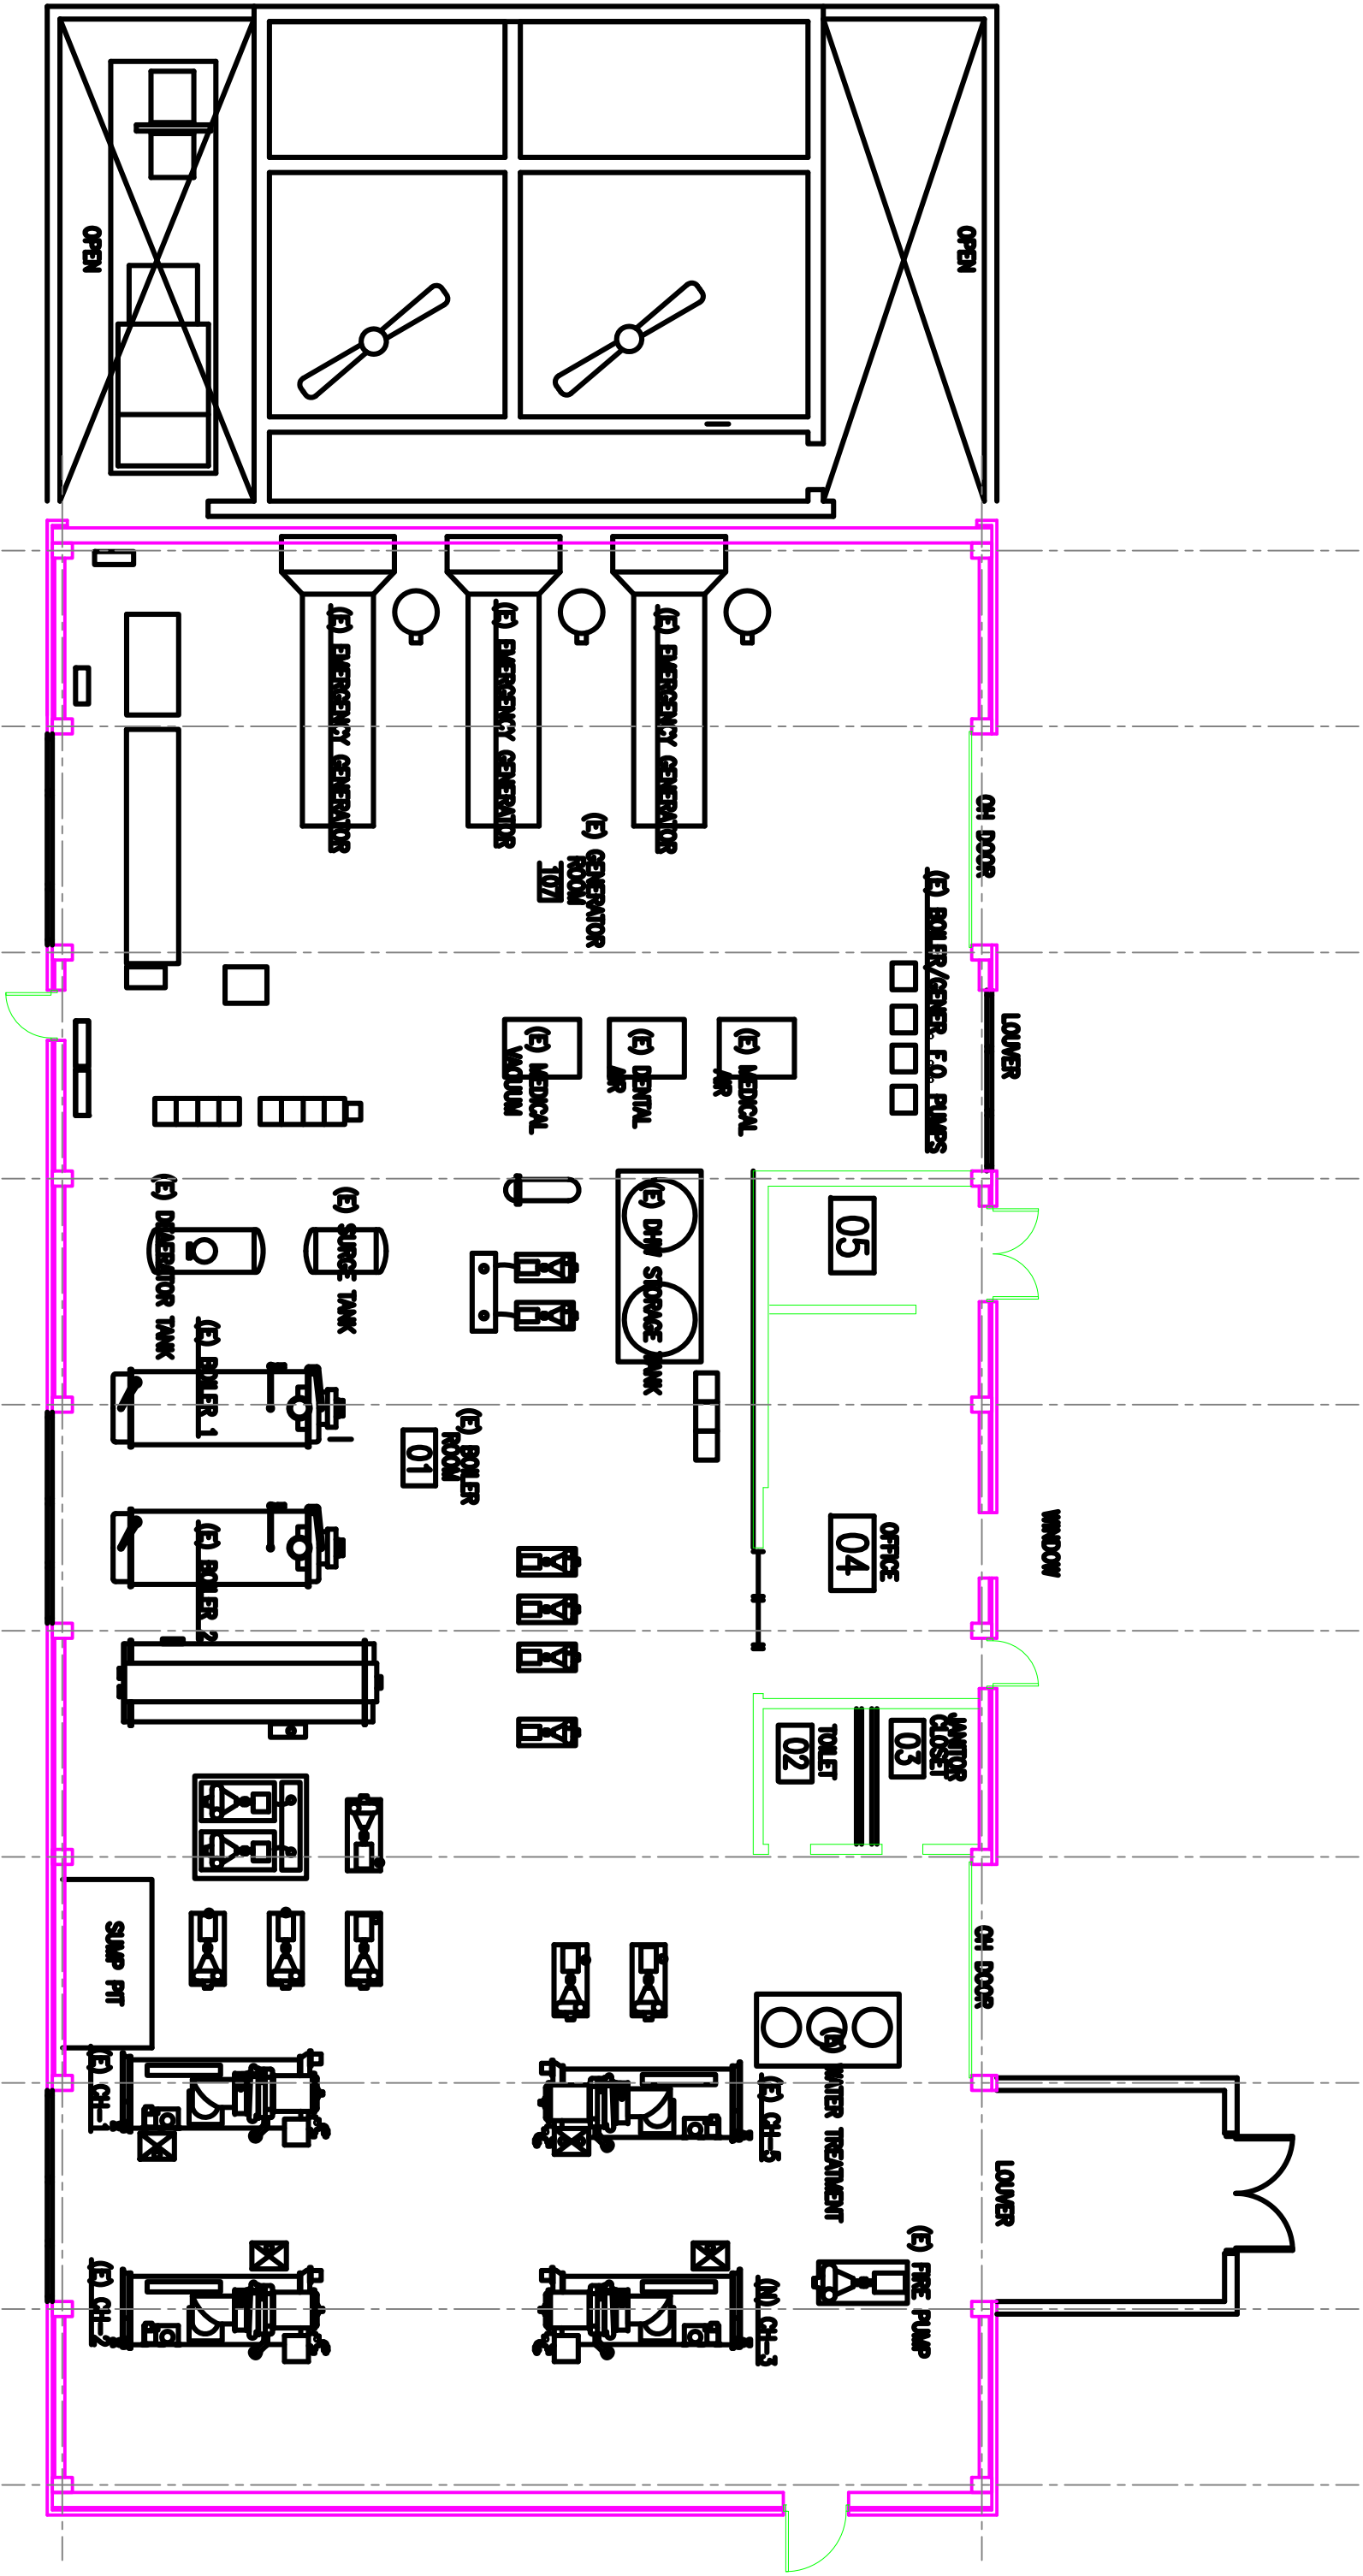 OPEN
OPEN
(E) EMERGENCY GENERATOR
(E) EMERGENCY GENERATOR
(E) EMERGENCY GENERATOR
OH DOOR
(E) GENERATOR
ROOM
107
(E) BOILER/GENER. F.O. PUMPS
LOUVER
(E) MEDICAL
VACUUM
(E) DENTAL
AIR
(E) MEDICAL
AIR
(E) DEAERATOR TANK
(E) SURGE TANK
(E) DHW STORAGE TANK
05
(E) BOILER 1
(E) BOILER
ROOM
01
(E) BOILER 2
OFFICE
04
WINDOW
TOILET
02
JANITOR
CLOSET
03
SUMP PIT
OH DOOR
(E) WATER TREATMENT
(E) CH-1
(E) CH-5
LOUVER
(E) CH-2
(N) CH-3
(E) FIRE PUMP